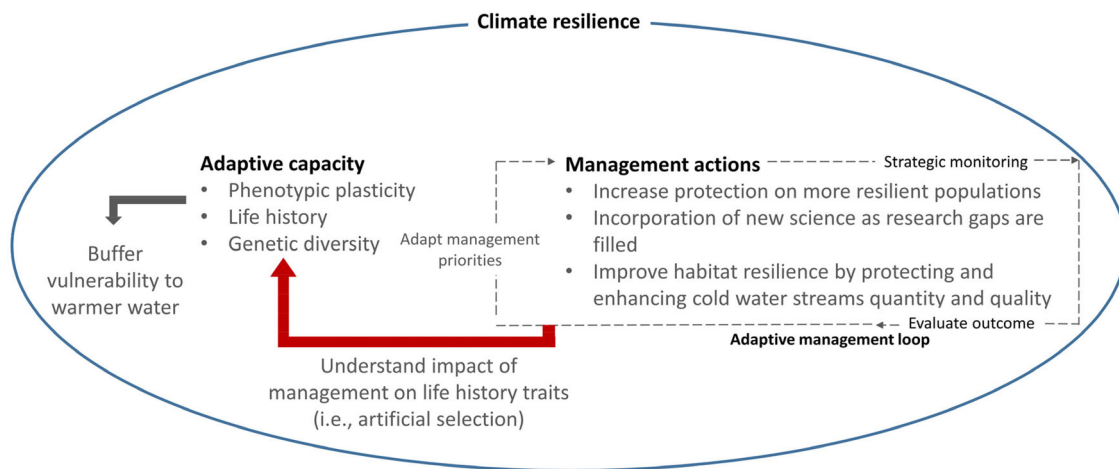 Climate resilience
Adaptive capacity
• Phenotypic plasticity
• Life history
• Genetic diversity
Buffer
vulnerability to
warmer water
Understand impact of
management on life history traits
(i.e., artificial selection)
Adapt management
priorities
Management actions
• Increase protection on more resilient populations
• Incorporation of new science as research gaps are
filled
• Improve habitat resilience by protecting and
enhancing cold water streams quantity and quality
Strategic monitoring
Evaluate outcome
Adaptive management loop